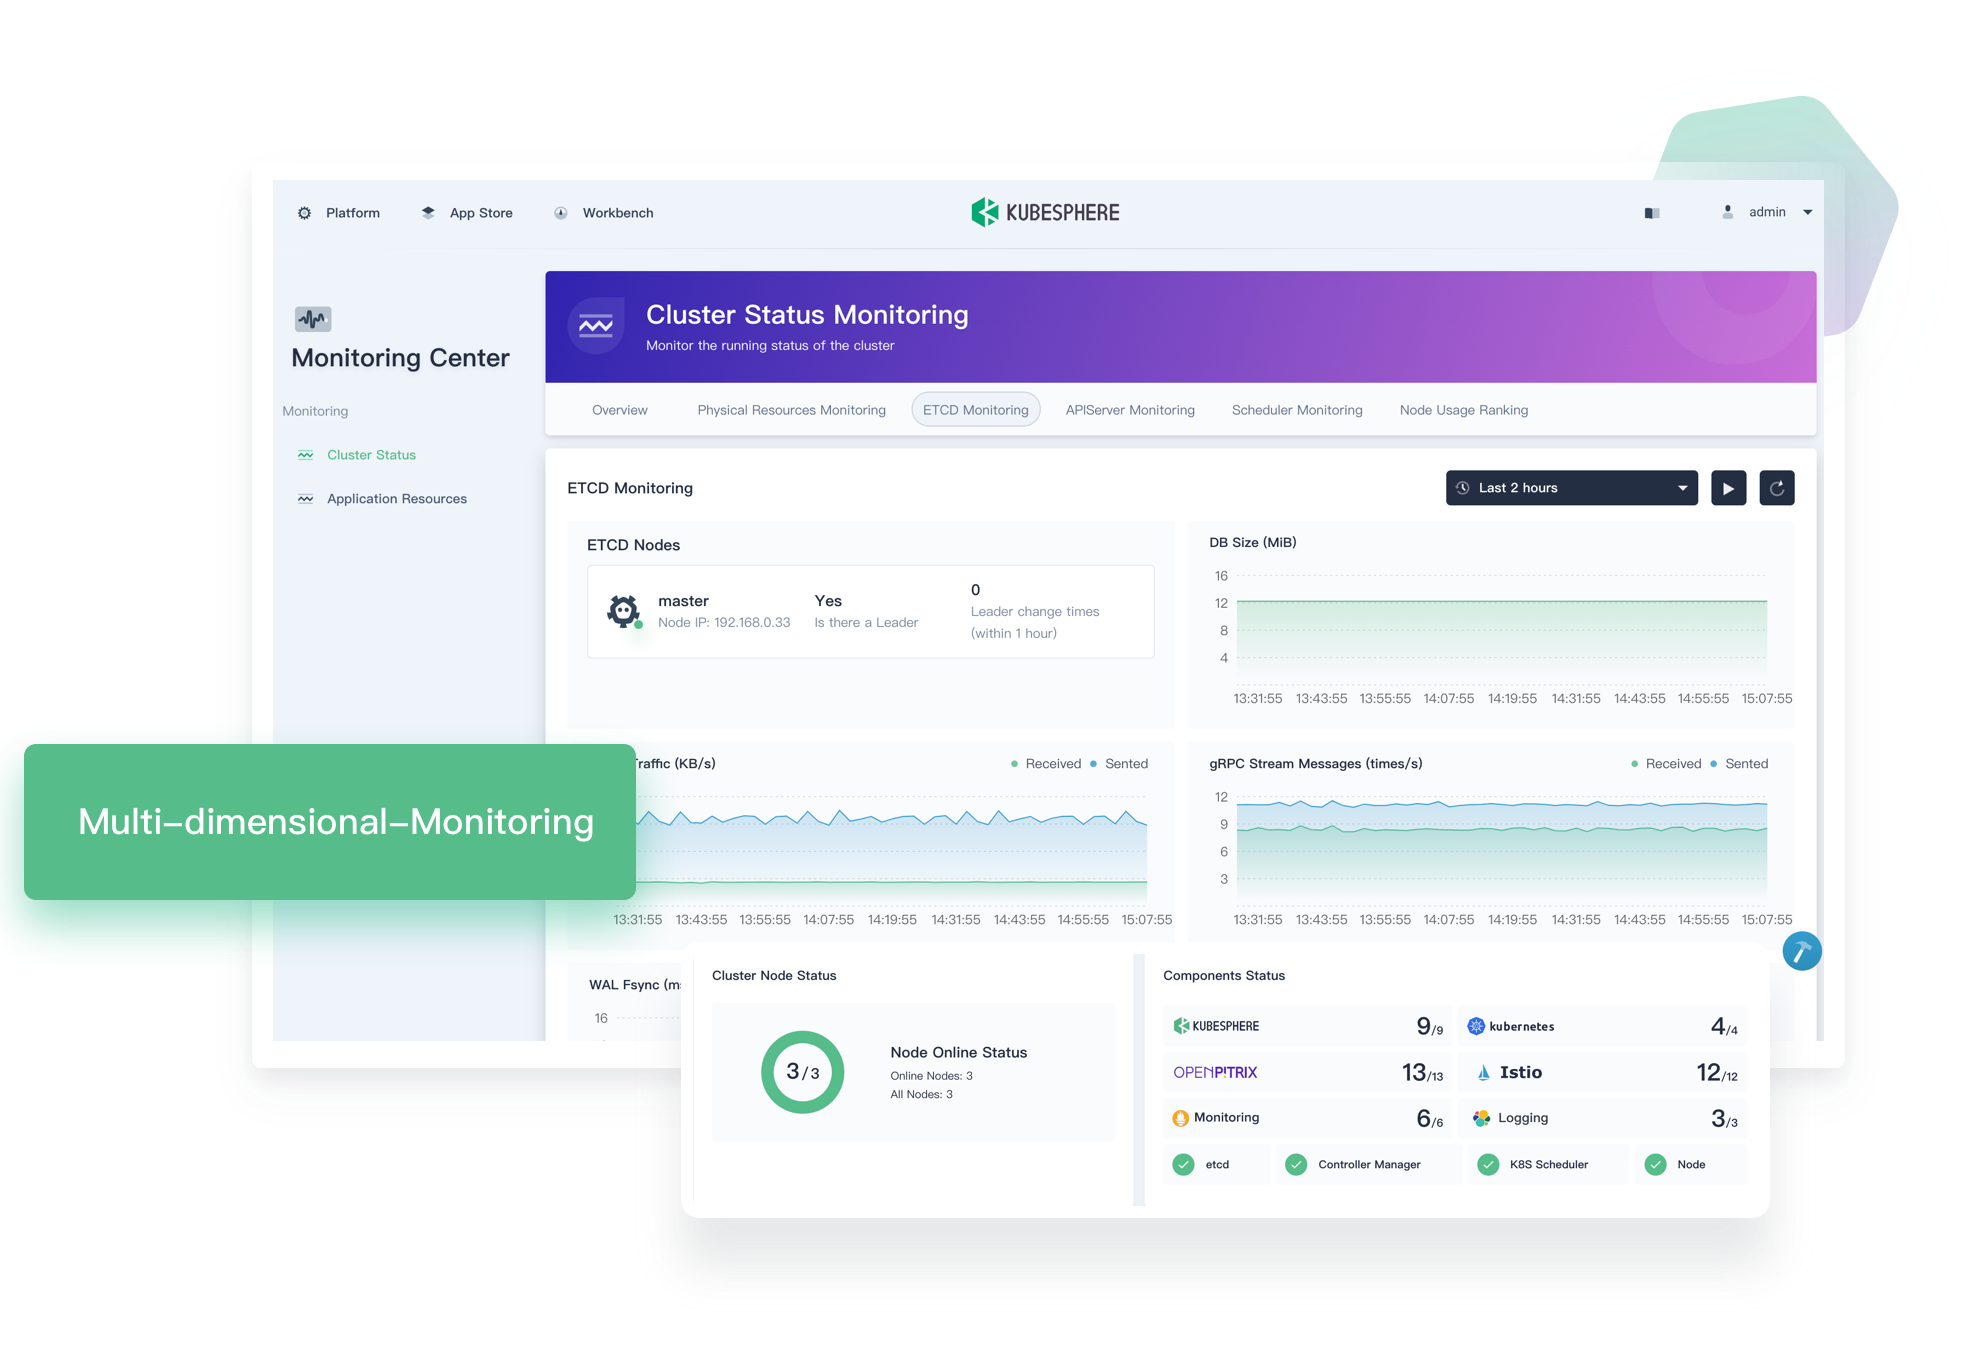 Platform
App Store
Workbench
KUBESPHERE
admin
Monitoring Center
Monitoring
Cluster Status
Application Resources
Cluster Status Monitoring
Monitor the running status of the cluster
Overview
Physical Resources Monitoring
ETCD Monitoring
APIServer Monitoring
Scheduler Monitoring
Node Usage Ranking
ETCD Monitoring
Last 2 hours
ETCD Nodes
master
Node IP: 192.168.0.33
Yes
Is there a Leader
0
Leader change times
(within 1 hour)
DB Size (MiB)
16
12
8
4
13:31:55 13:43:55 13:55:55 14:07:55 14:19:55 14:31:55 14:43:55 14:55:55 15:07:55
Multi-dimensional-Monitoring
Traffic (KB/s)
Received
Sented
13:31:55 13:43:55 13:55:55 14:07:55 14:19:55 14:31:55 14:43:55 14:55:55 15:07:55
gRPC Stream Messages (times/s)
Received
Sented
12
9
6
3
13:31:55 13:43:55 13:55:55 14:07:55 14:19:55 14:31:55 14:43:55 14:55:55 15:07:55
WAL Fsync
16
Cluster Node Status
3/3
Node Online Status
Online Nodes: 3
All Nodes: 3
Components Status
KUBESPHERE 9/9
kubernetes 4/4
OPENPITRIX 13/13
Istio 12/12
Monitoring 6/6
Logging 3/3
etcd
Controller Manager
K8S Scheduler
Node